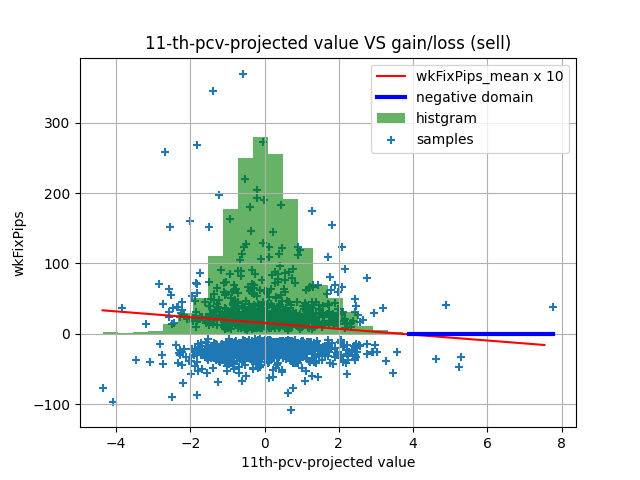 11-th-pcv-projected value VS gain/loss (sell)
wkFixPips_mean x 10
negative domain
histgram
samples
wkFixPips
300
200
100
0
−100
−4 −2 0 2 4 6 8
11th-pcv-projected value